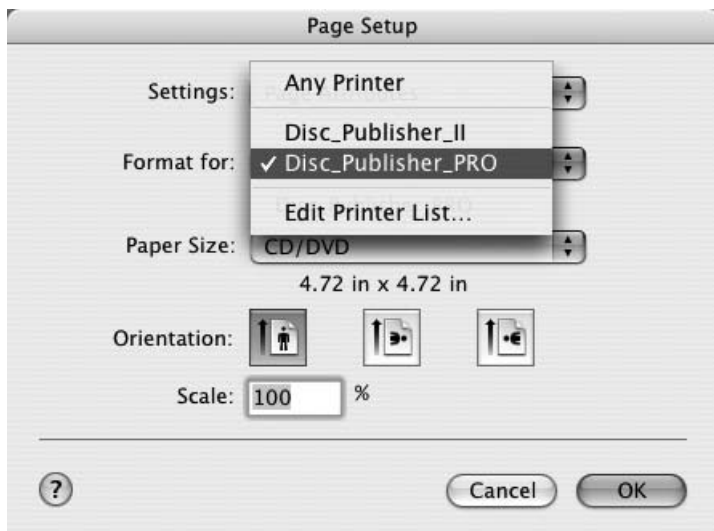 Page Setup
Settings:
Any Printer
Disc_Publisher_II
Format for:
✓ Disc_Publisher_PRO
Edit Printer List...
Paper Size:
CD/DVD
4.72 in x 4.72 in
Orientation:
Scale:
100
%
?
Cancel
OK